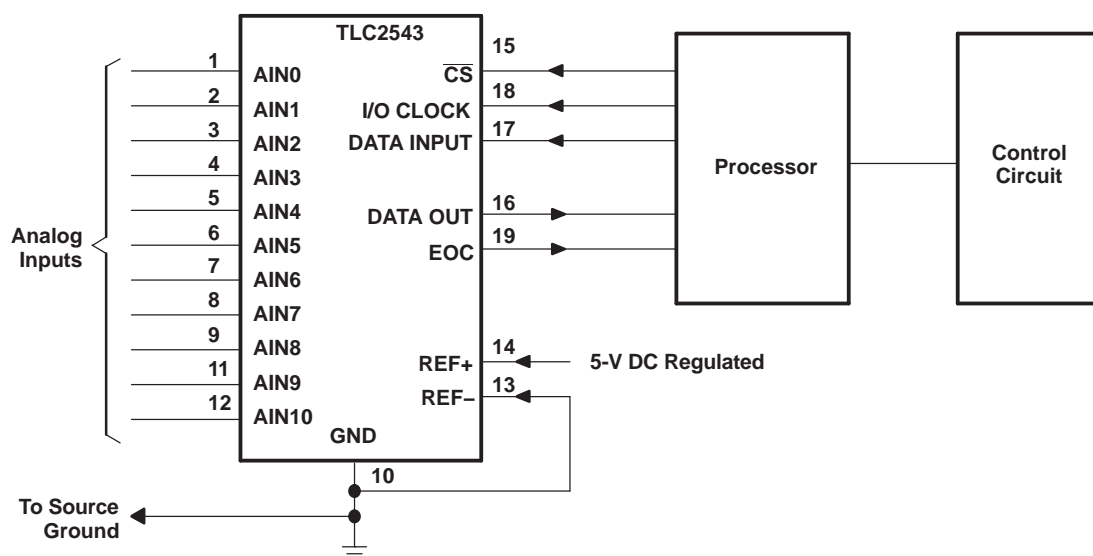 TLC2543
15
1
AIN0
CS
2
AIN1
I/O CLOCK
18
3
AIN2
DATA INPUT
17
4
AIN3
5
AIN4
DATA OUT
16
6
AIN5
EOC
19
7
AIN6
8
AIN7
9
AIN8
REF+
14
11
AIN9
REF–
13
12
AIN10
GND
10
Analog
Inputs
Processor
Control
Circuit
5-V DC Regulated
To Source
Ground